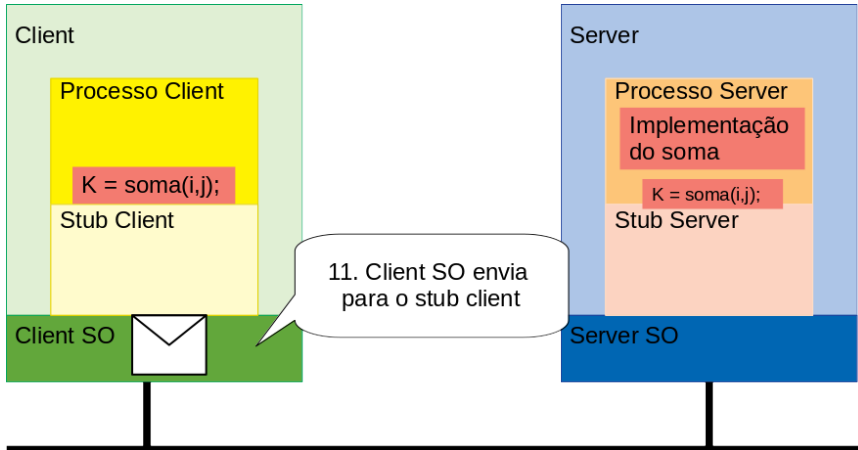 Client
Processo Client
K = soma(i,j);
Stub Client
Client SO
11. Client SO envia
para o stub client
Server
Processo Server
Implementação
do soma
K = soma(i,j);
Stub Server
Server SO